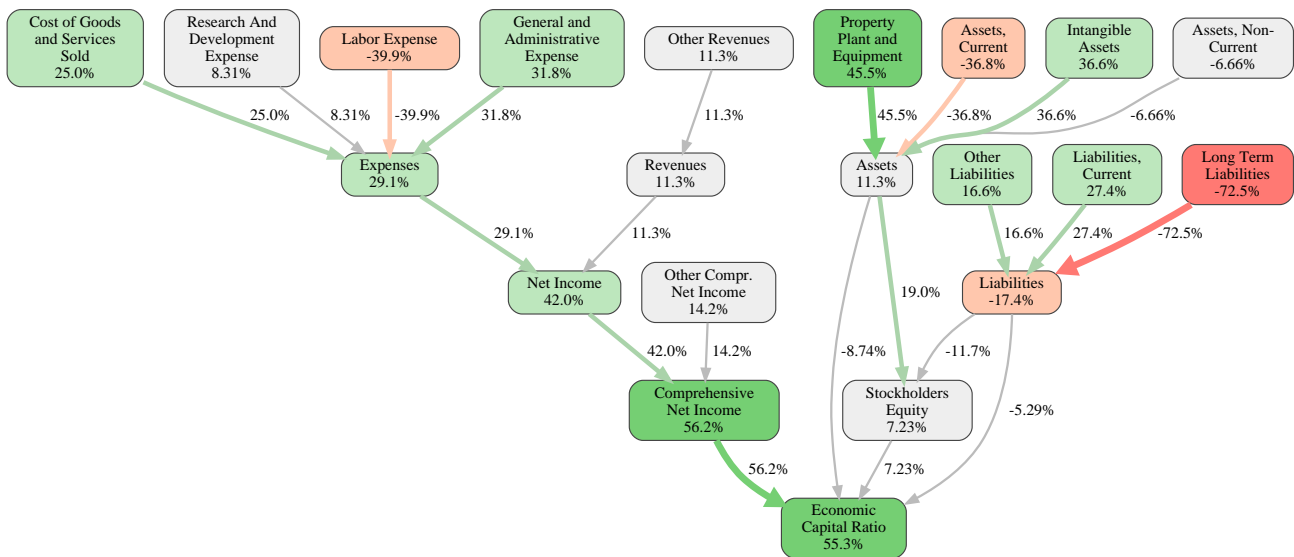 Cost of Goods
and Services
Sold
25.0%
Research And
Development
Expense
8.31%
Labor Expense
-39.9%
General and
Administrative
Expense
31.8%
Other Revenues
11.3%
Property
Plant and
Equipment
45.5%
Assets,
Current
-36.8%
Intangible
Assets
36.6%
Assets, Non-
Current
-6.66%
25.0%
8.31%
-39.9%
31.8%
11.3%
45.5%
-36.8%
36.6%
-6.66%
Expenses
29.1%
Revenues
11.3%
Assets
11.3%
Other
Liabilities
16.6%
Liabilities,
Current
27.4%
Long Term
Liabilities
-72.5%
29.1%
11.3%
16.6%
27.4%
-72.5%
Net Income
42.0%
Other Compr.
Net Income
14.2%
19.0%
Liabilities
-17.4%
42.0%
14.2%
-8.74%
-11.7%
Comprehensive
Net Income
56.2%
Stockholders
Equity
7.23%
-5.29%
56.2%
7.23%
Economic
Capital Ratio
55.3%